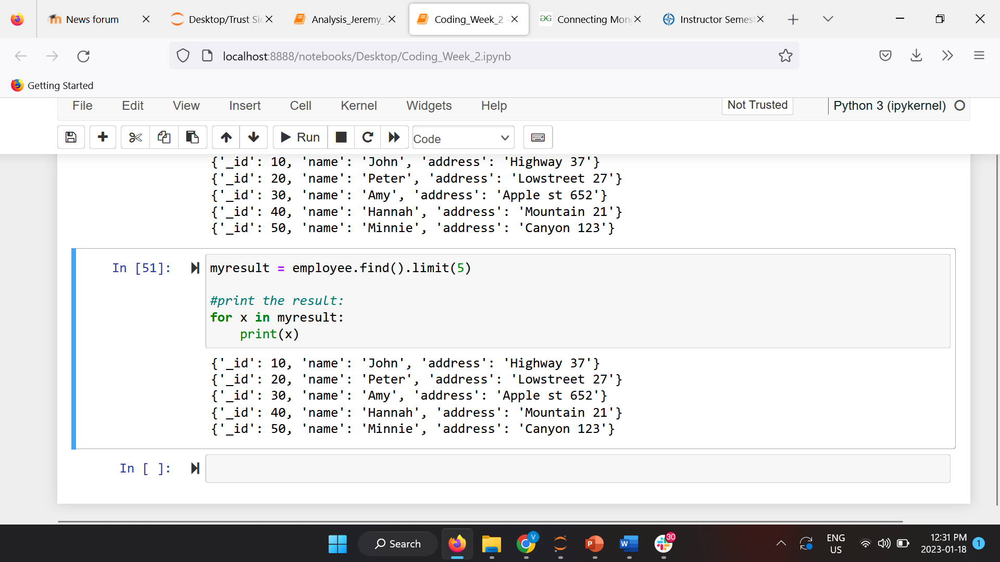 News forum
Desktop/Trust Sic
Analysis_Jeremy_
Coding_Week_2 -
Connecting Mon
Instructor Semes
localhost:8888/notebooks/Desktop/Coding_Week_2.ipynb
Getting Started
File Edit View Insert Cell Kernel Widgets Help
Not Trusted
Python 3 (ipykernel)
Run
Code
{'_id': 10, 'name': 'John', 'address': 'Highway 37'}
{'_id': 20, 'name': 'Peter', 'address': 'Lowstreet 27'}
{'_id': 30, 'name': 'Amy', 'address': 'Apple st 652'}
{'_id': 40, 'name': 'Hannah', 'address': 'Mountain 21'}
{'_id': 50, 'name': 'Minnie', 'address': 'Canyon 123'}
In [51]:
myresult = employee.find().limit(5)
#print the result:
for x in myresult:
    print(x)
{'_id': 10, 'name': 'John', 'address': 'Highway 37'}
{'_id': 20, 'name': 'Peter', 'address': 'Lowstreet 27'}
{'_id': 30, 'name': 'Amy', 'address': 'Apple st 652'}
{'_id': 40, 'name': 'Hannah', 'address': 'Mountain 21'}
{'_id': 50, 'name': 'Minnie', 'address': 'Canyon 123'}
In [ ]:
Search
V
P
W
30
ENG
US
12:31 PM
2023-01-18
1